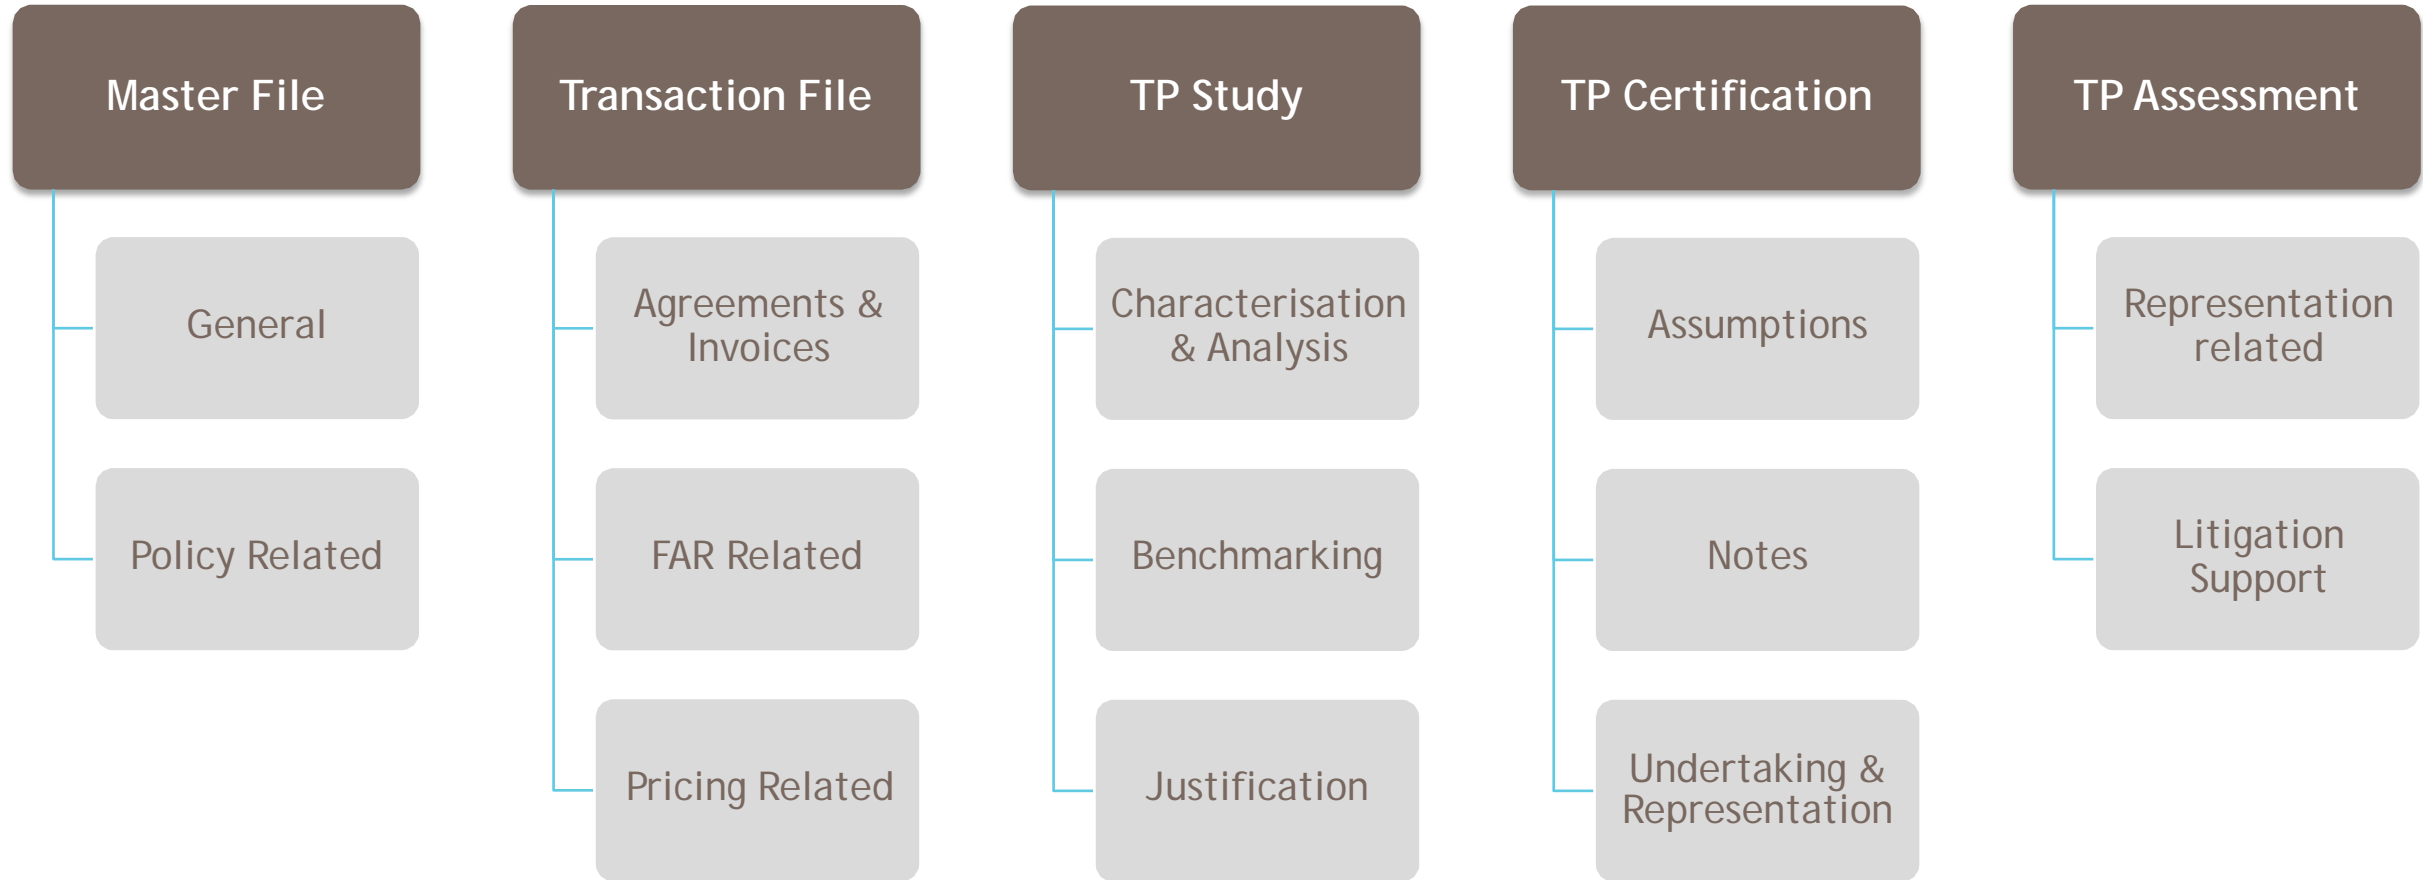 Master File
General
Policy Related
Transaction File
Agreements &
Invoices
FAR Related
Pricing Related
TP Study
Characterisation
& Analysis
Benchmarking
Justification
TP Certification
Assumptions
Notes
Undertaking &
Representation
TP Assessment
Representation
related
Litigation
Support